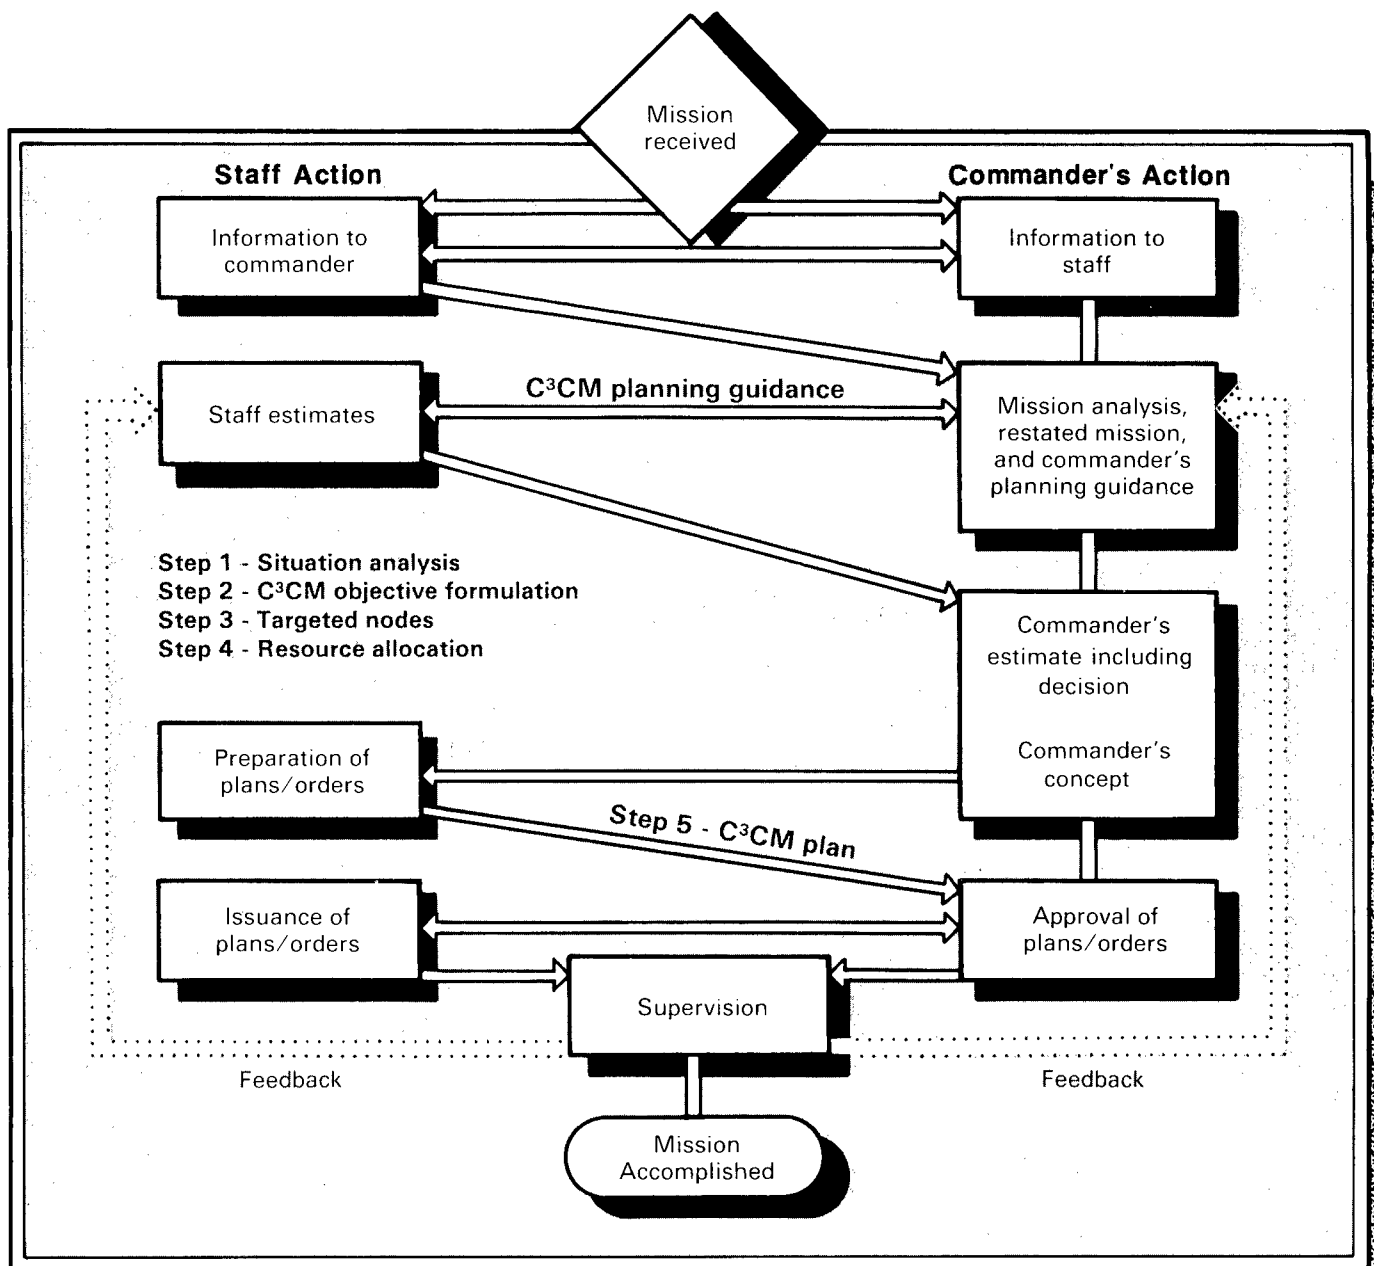 Mission
received
Staff Action
Commander's Action
Information to
commander
Information to
staff
C³CM planning guidance
Staff estimates
Mission analysis,
restated mission,
and commander's
planning guidance
Step 1 - Situation analysis
Step 2 - C³CM objective formulation
Step 3 - Targeted nodes
Step 4 - Resource allocation
Commander's
estimate including
decision
Commander's
concept
Preparation of
plans/orders
Step 5 - C³CM plan
Issuance of
plans/orders
Approval of
plans/orders
Supervision
Feedback
Feedback
Mission
Accomplished